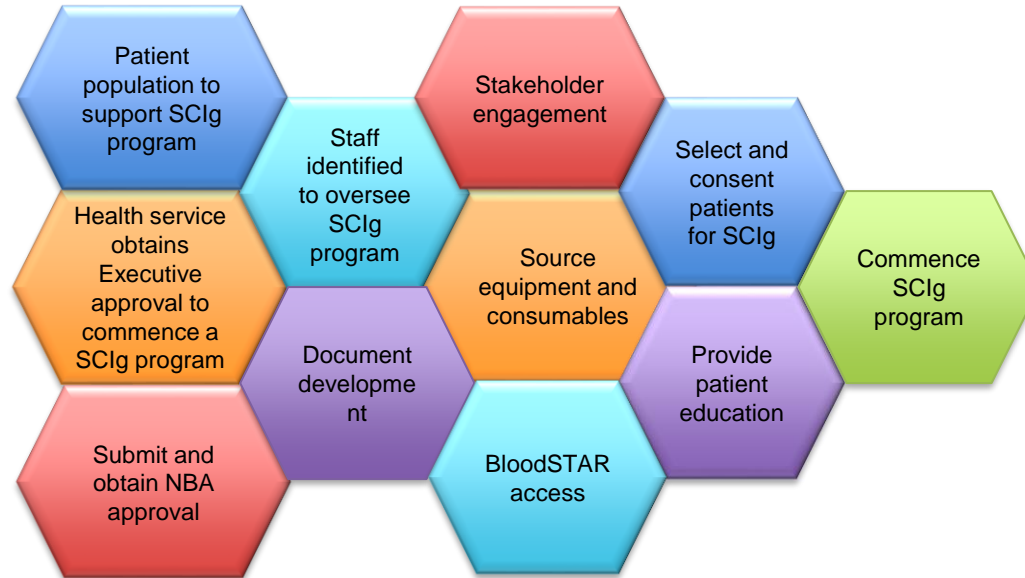 Patient
population to
support SCIg
program
Health service
obtains
Executive
approval to
commence a
SCIg program
Submit and
obtain NBA
approval
Staff
identified
to oversee
SCIg
program
Document
developme
nt
Stakeholder
engagement
Source
equipment and
consumables
BloodSTAR
access
Select and
consent
patients
for SCIg
Provide
patient
education
Commence
SCIg
program